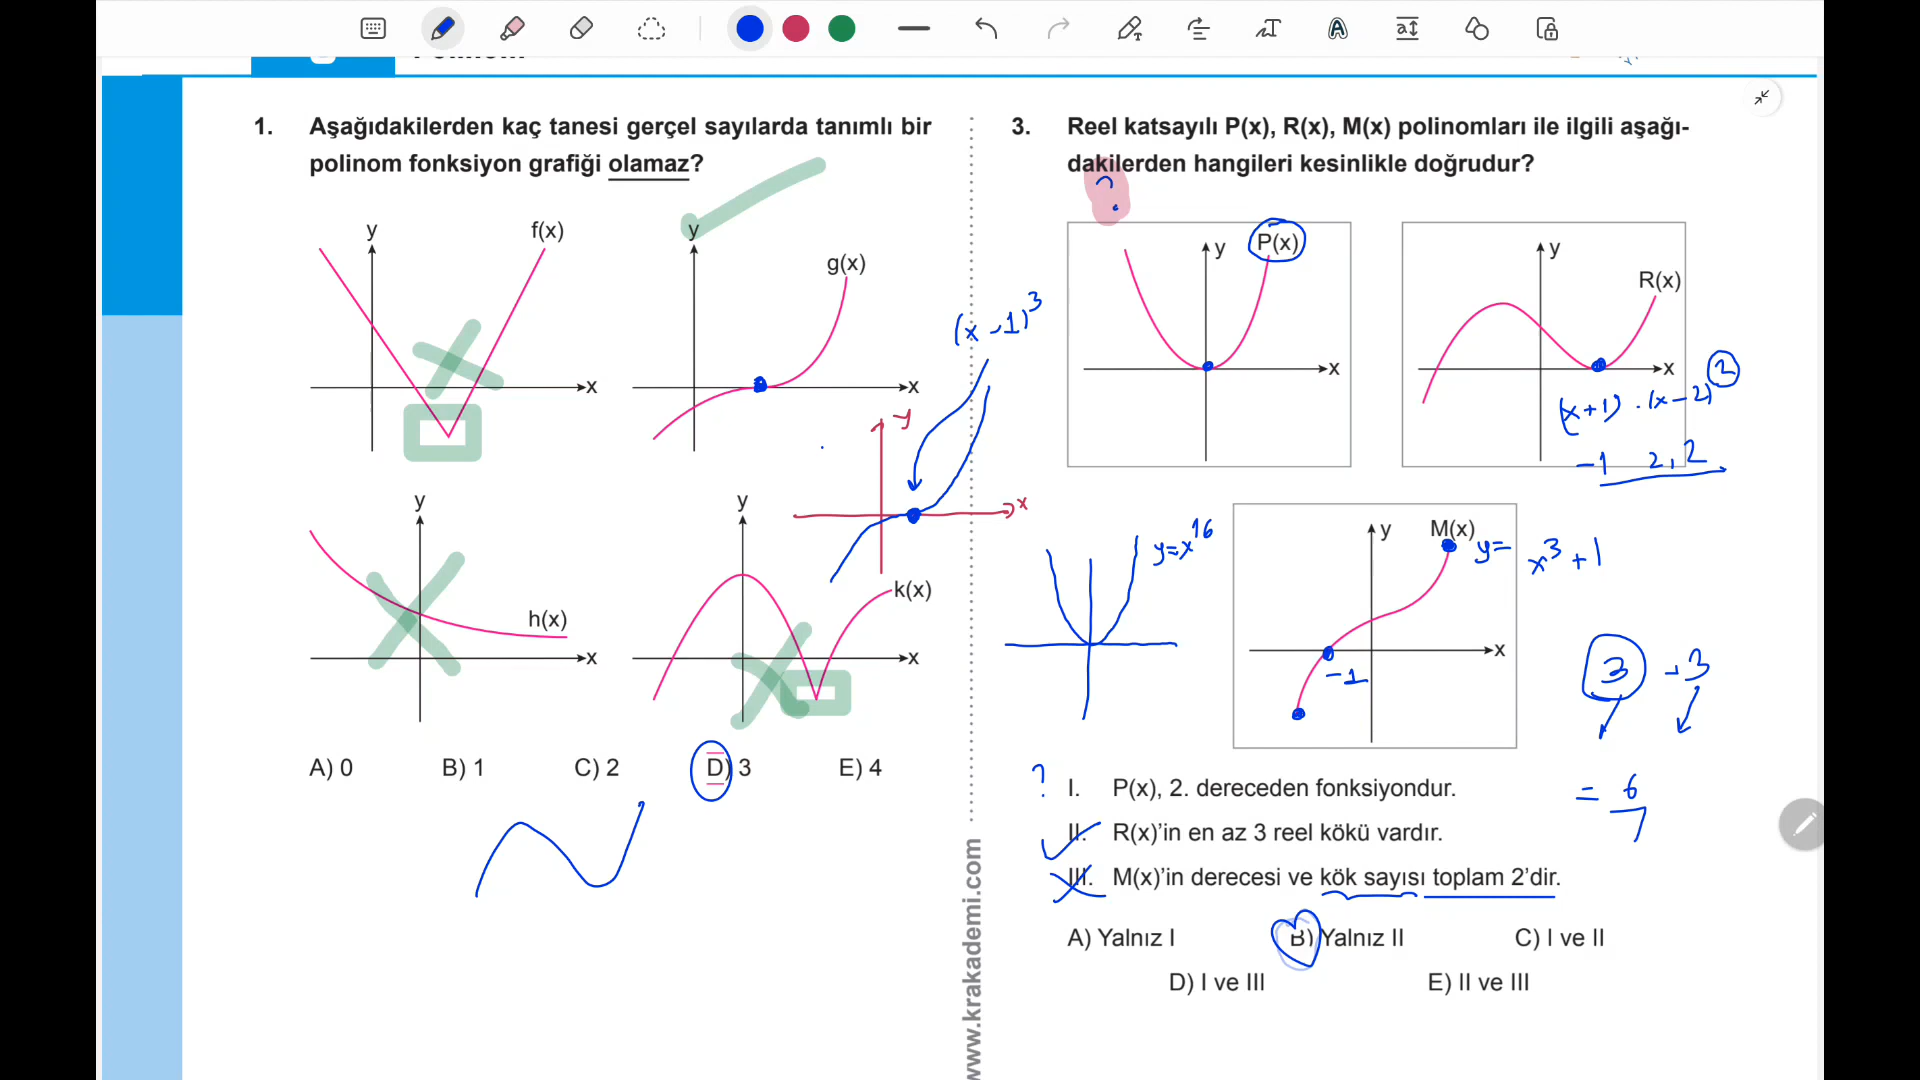 1. Aşağıdakilerden kaç tanesi gerçel sayılarda tanımlı bir
polinom fonksiyon grafiği olamaz?
y
f(x)
x
y
g(x)
x
(x-1)^3
y
x
y
h(x)
x
y
k(x)
x
A) 0
B) 1
C) 2
D) 3
E) 4
www.krakademi.com
3. Reel katsayılı P(x), R(x), M(x) polinomları ile ilgili aşağı-
dakilerden hangileri kesinlikle doğrudur?
?
y
P(x)
x
y
R(x)
x
(x+1) . (x-2)^2
-1 2,2
y=x^16
y
M(x)
y= x^3+1
x
-1
3 3
= 6
? I. P(x), 2. dereceden fonksiyondur.
II. R(x)'in en az 3 reel kökü vardır.
III. M(x)'in derecesi ve kök sayısı toplam 2'dir.
A) Yalnız I
B) Yalnız II
C) I ve II
D) I ve III
E) II ve III